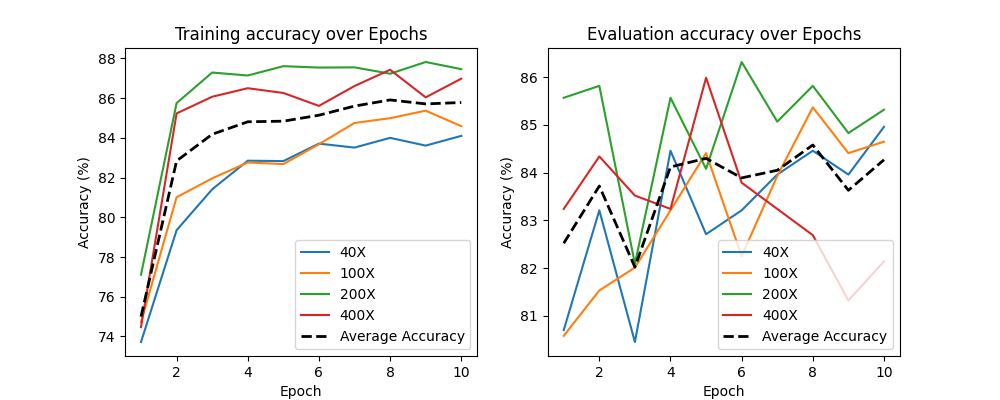 Training accuracy over Epochs
Accuracy (%)
88
86
84
82
80
78
76
74
2
4
6
8
10
Epoch
40X
100X
200X
400X
Average Accuracy
Evaluation accuracy over Epochs
Accuracy (%)
86
85
84
83
82
81
2
4
6
8
10
Epoch
40X
100X
200X
400X
Average Accuracy